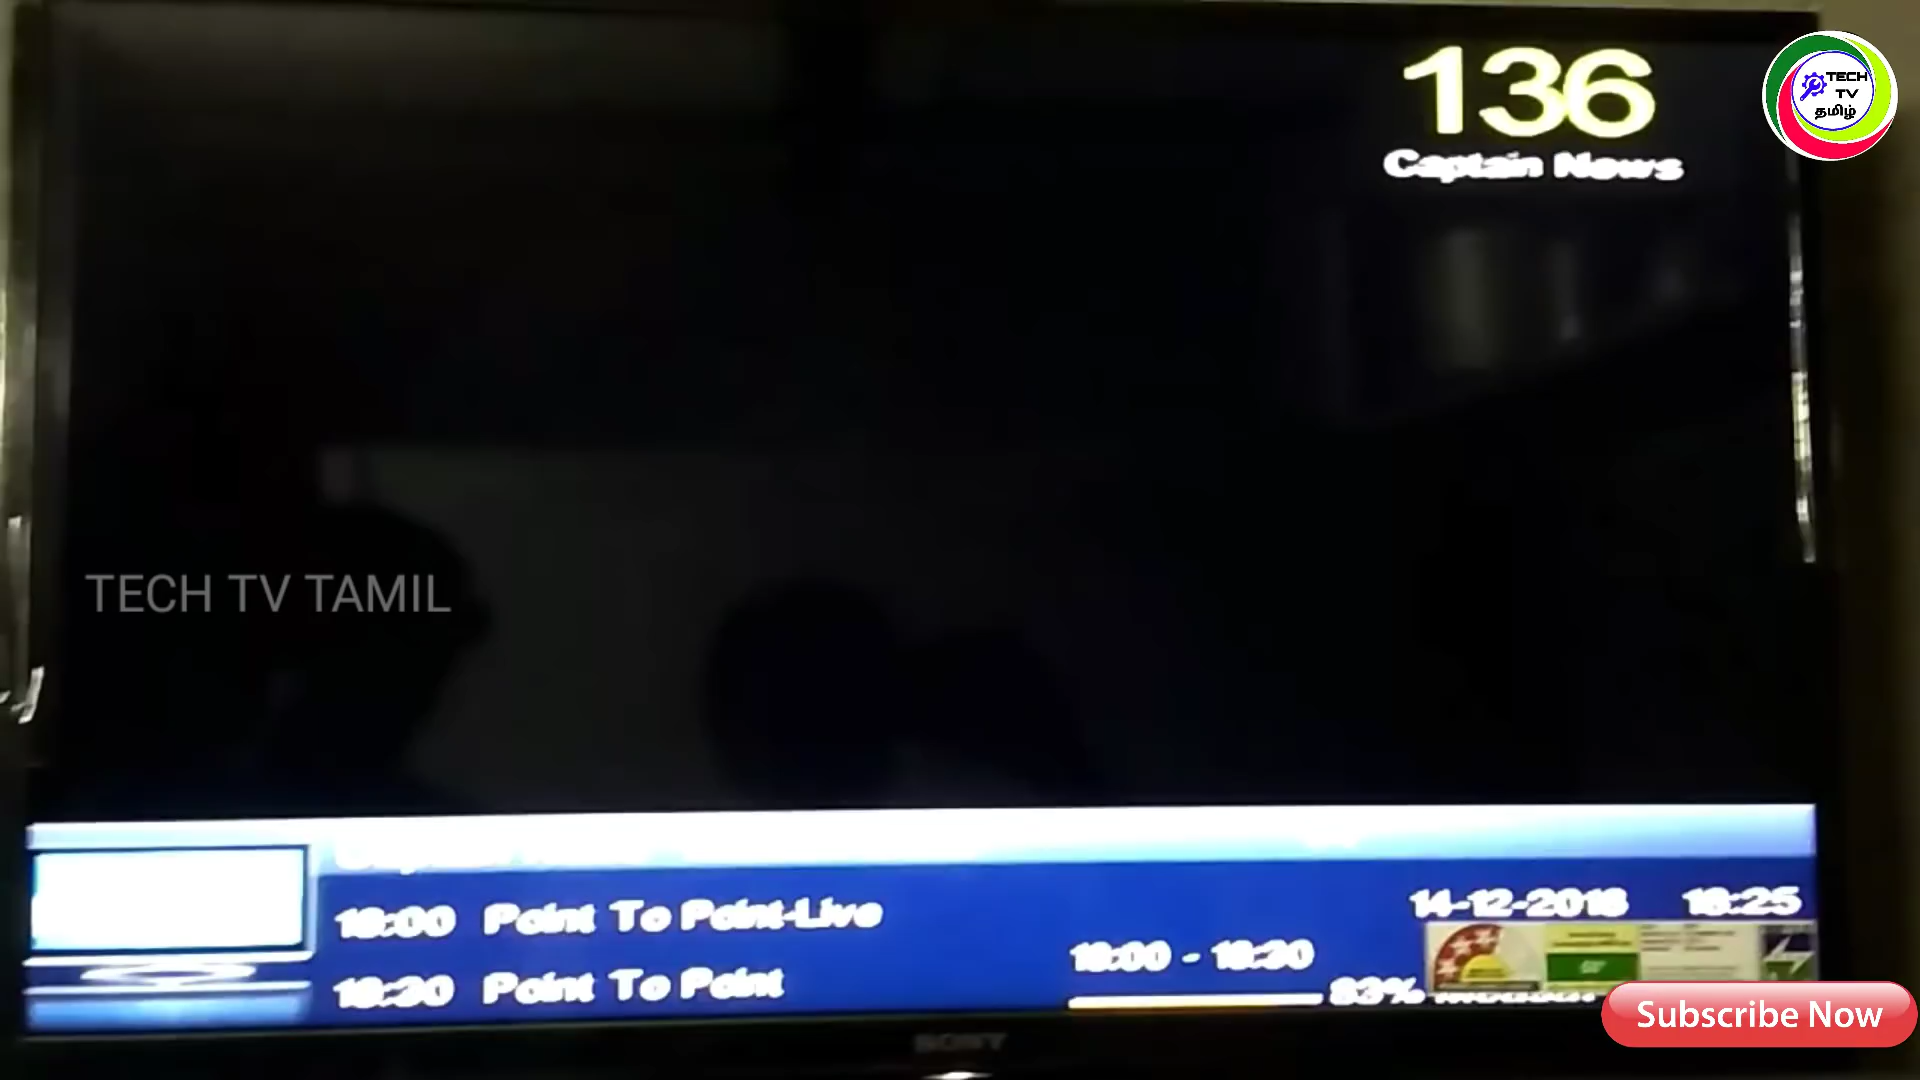 136
Captain News
TECH
TV
தமிழ்
TECH TV TAMIL
18:00 Point To Point-Live
14-12-2018 18:25
18:00 - 18:30
18:30 Point To Point
83%
SONY
Subscribe Now